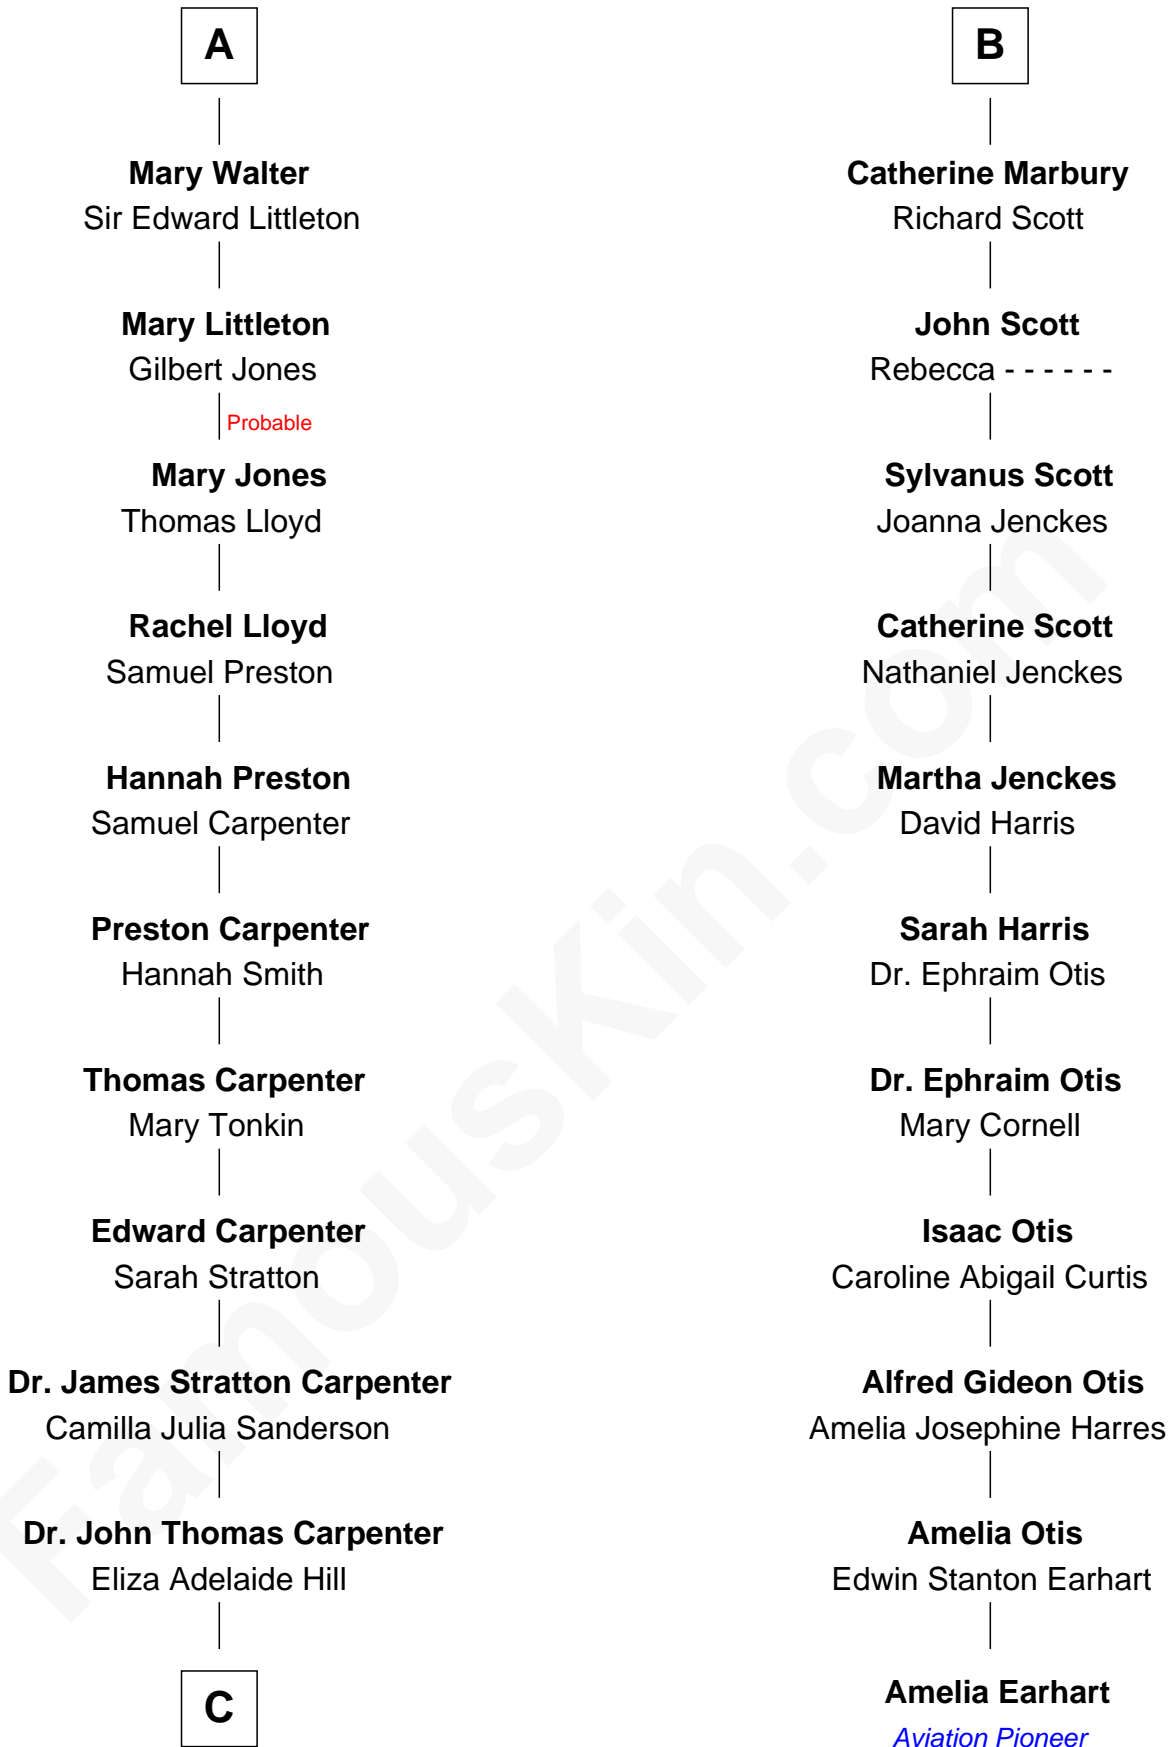 A
Mary Walter
Sir Edward Littleton
Mary Littleton
Gilbert Jones
Probable
Mary Jones
Thomas Lloyd
Rachel Lloyd
Samuel Preston
Hannah Preston
Samuel Carpenter
Preston Carpenter
Hannah Smith
Thomas Carpenter
Mary Tonkin
Edward Carpenter
Sarah Stratton
Dr. James Stratton Carpenter
Camilla Julia Sanderson
Dr. John Thomas Carpenter
Eliza Adelaide Hill
C
B
Catherine Marbury
Richard Scott
John Scott
Rebecca - - - - - -
Sylvanus Scott
Joanna Jenckes
Catherine Scott
Nathaniel Jenckes
Martha Jenckes
David Harris
Sarah Harris
Dr. Ephraim Otis
Dr. Ephraim Otis
Mary Cornell
Isaac Otis
Caroline Abigail Curtis
Alfred Gideon Otis
Amelia Josephine Harres
Amelia Otis
Edwin Stanton Earhart
Amelia Earhart
Aviation Pioneer
FamousKin.com